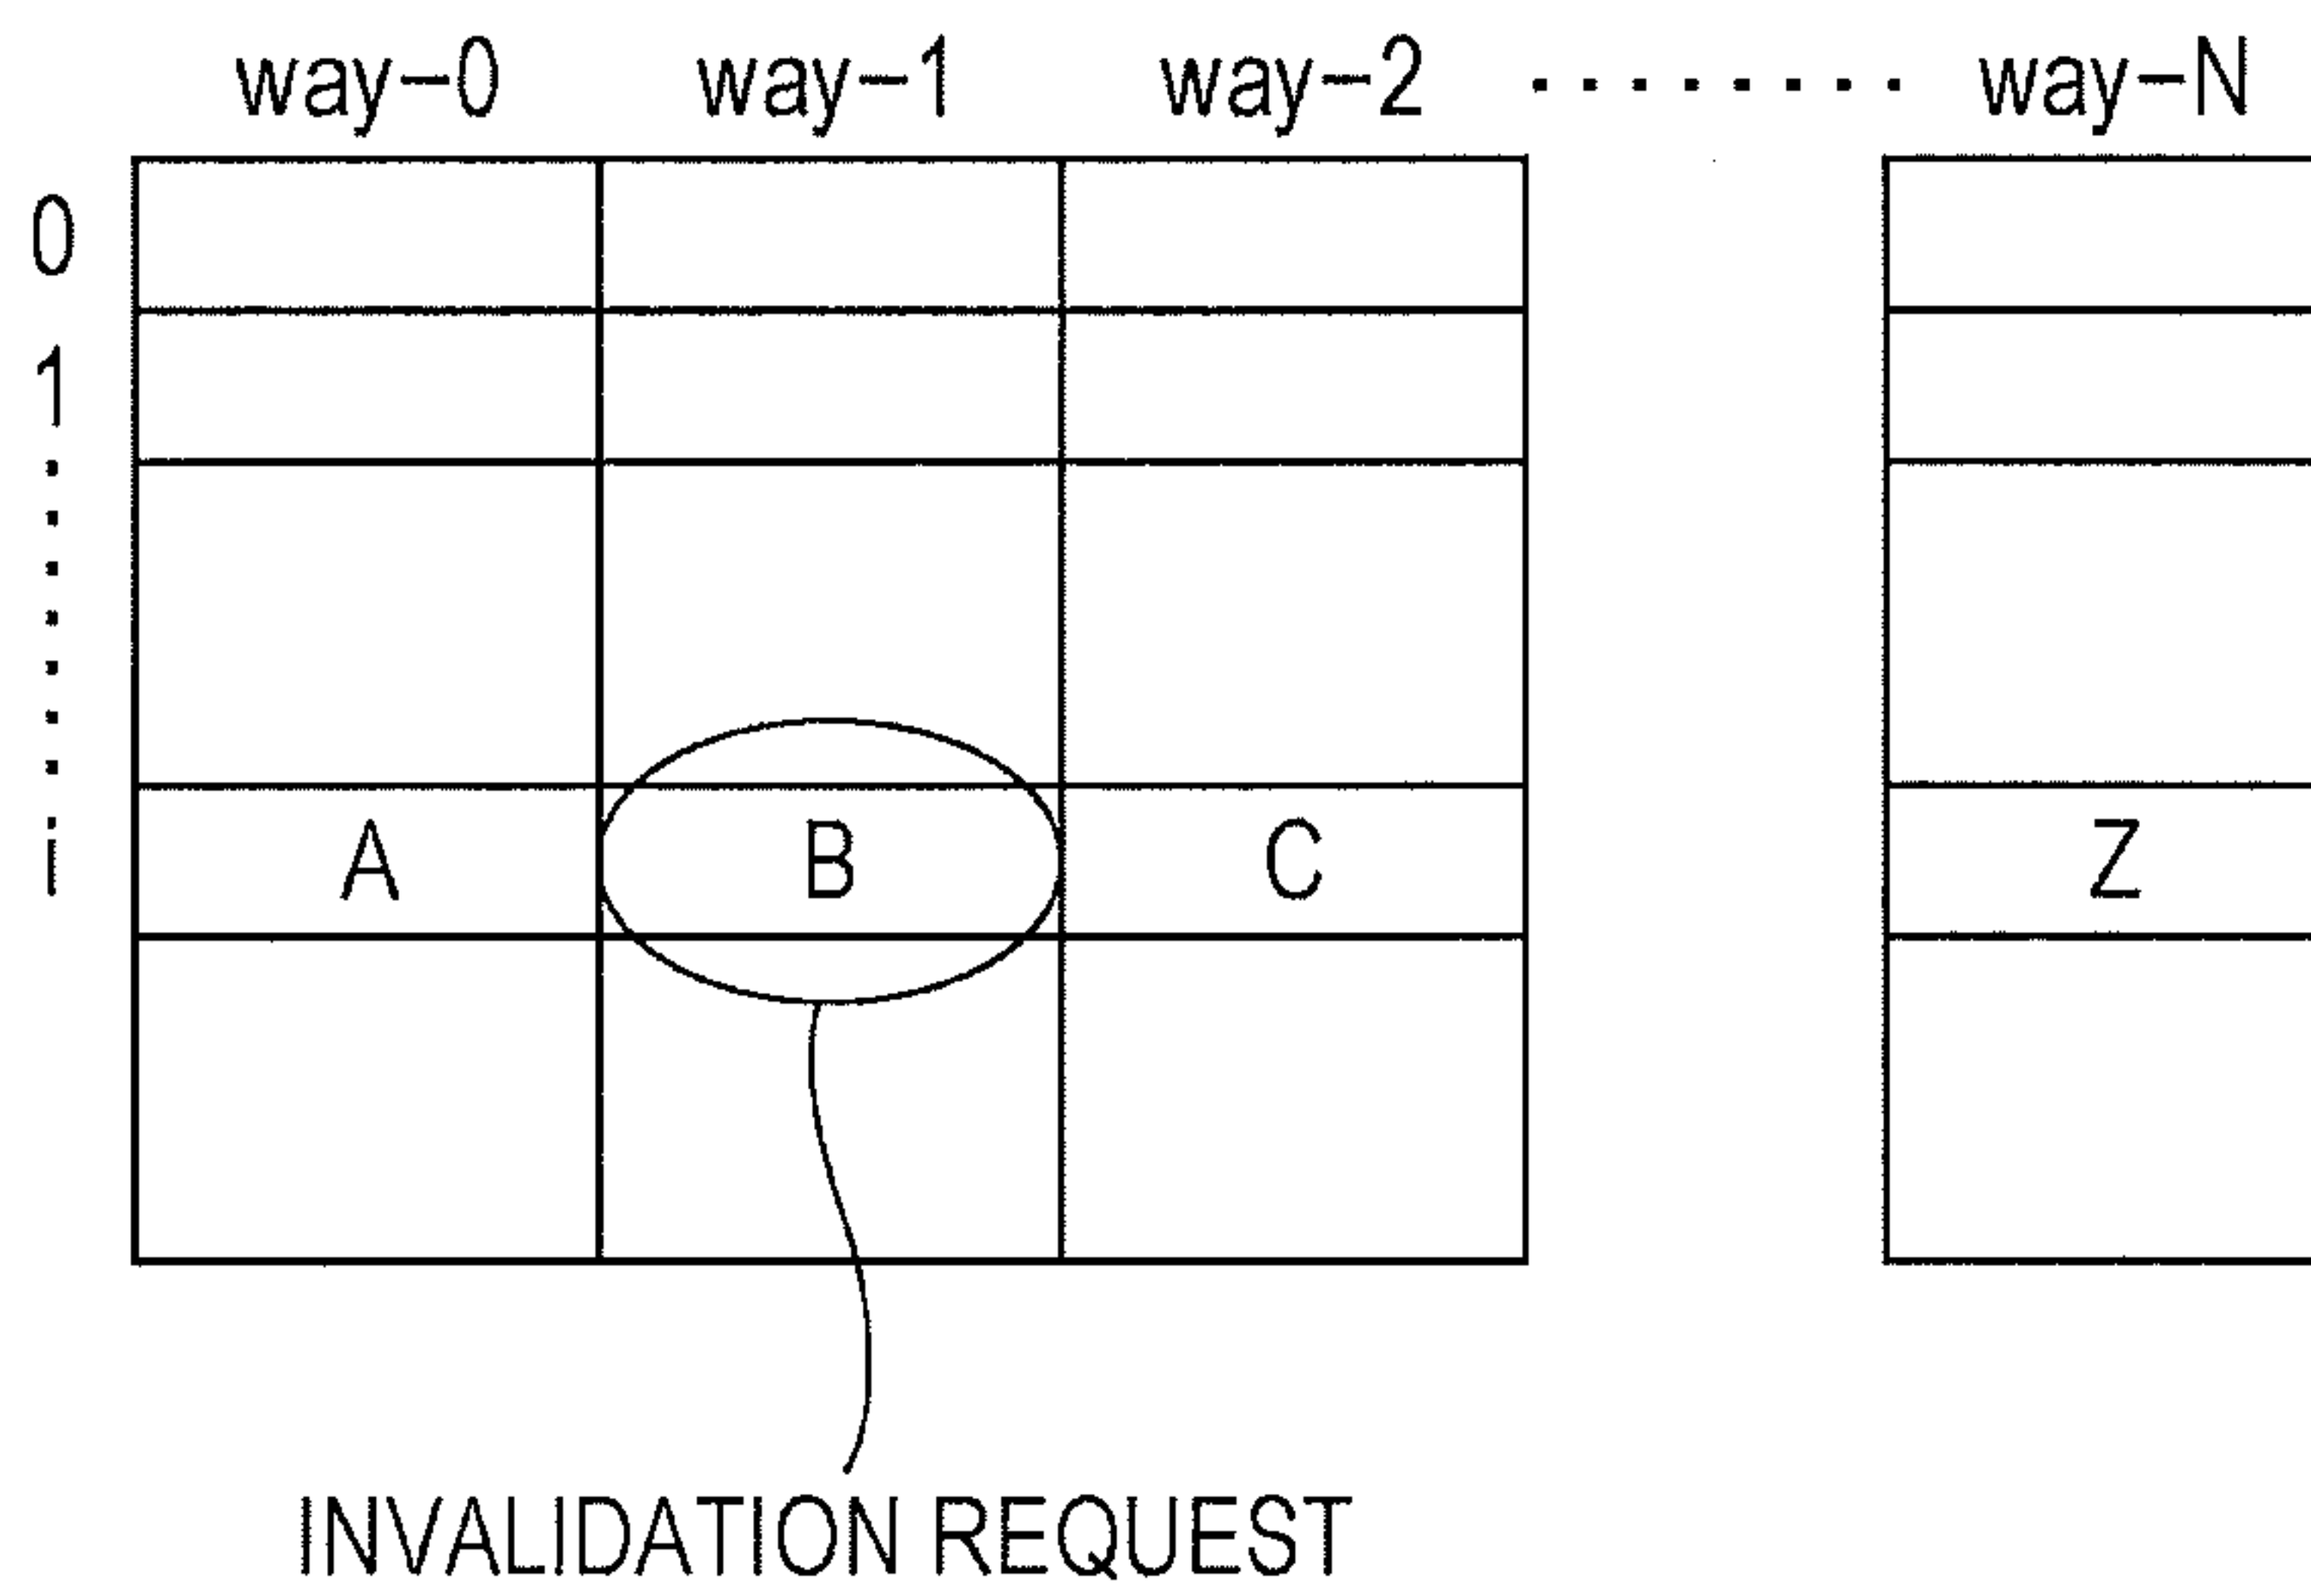 way-0 way-1 way-2 ········ way-N
0
1
i A B C Z
INVALIDATION REQUEST